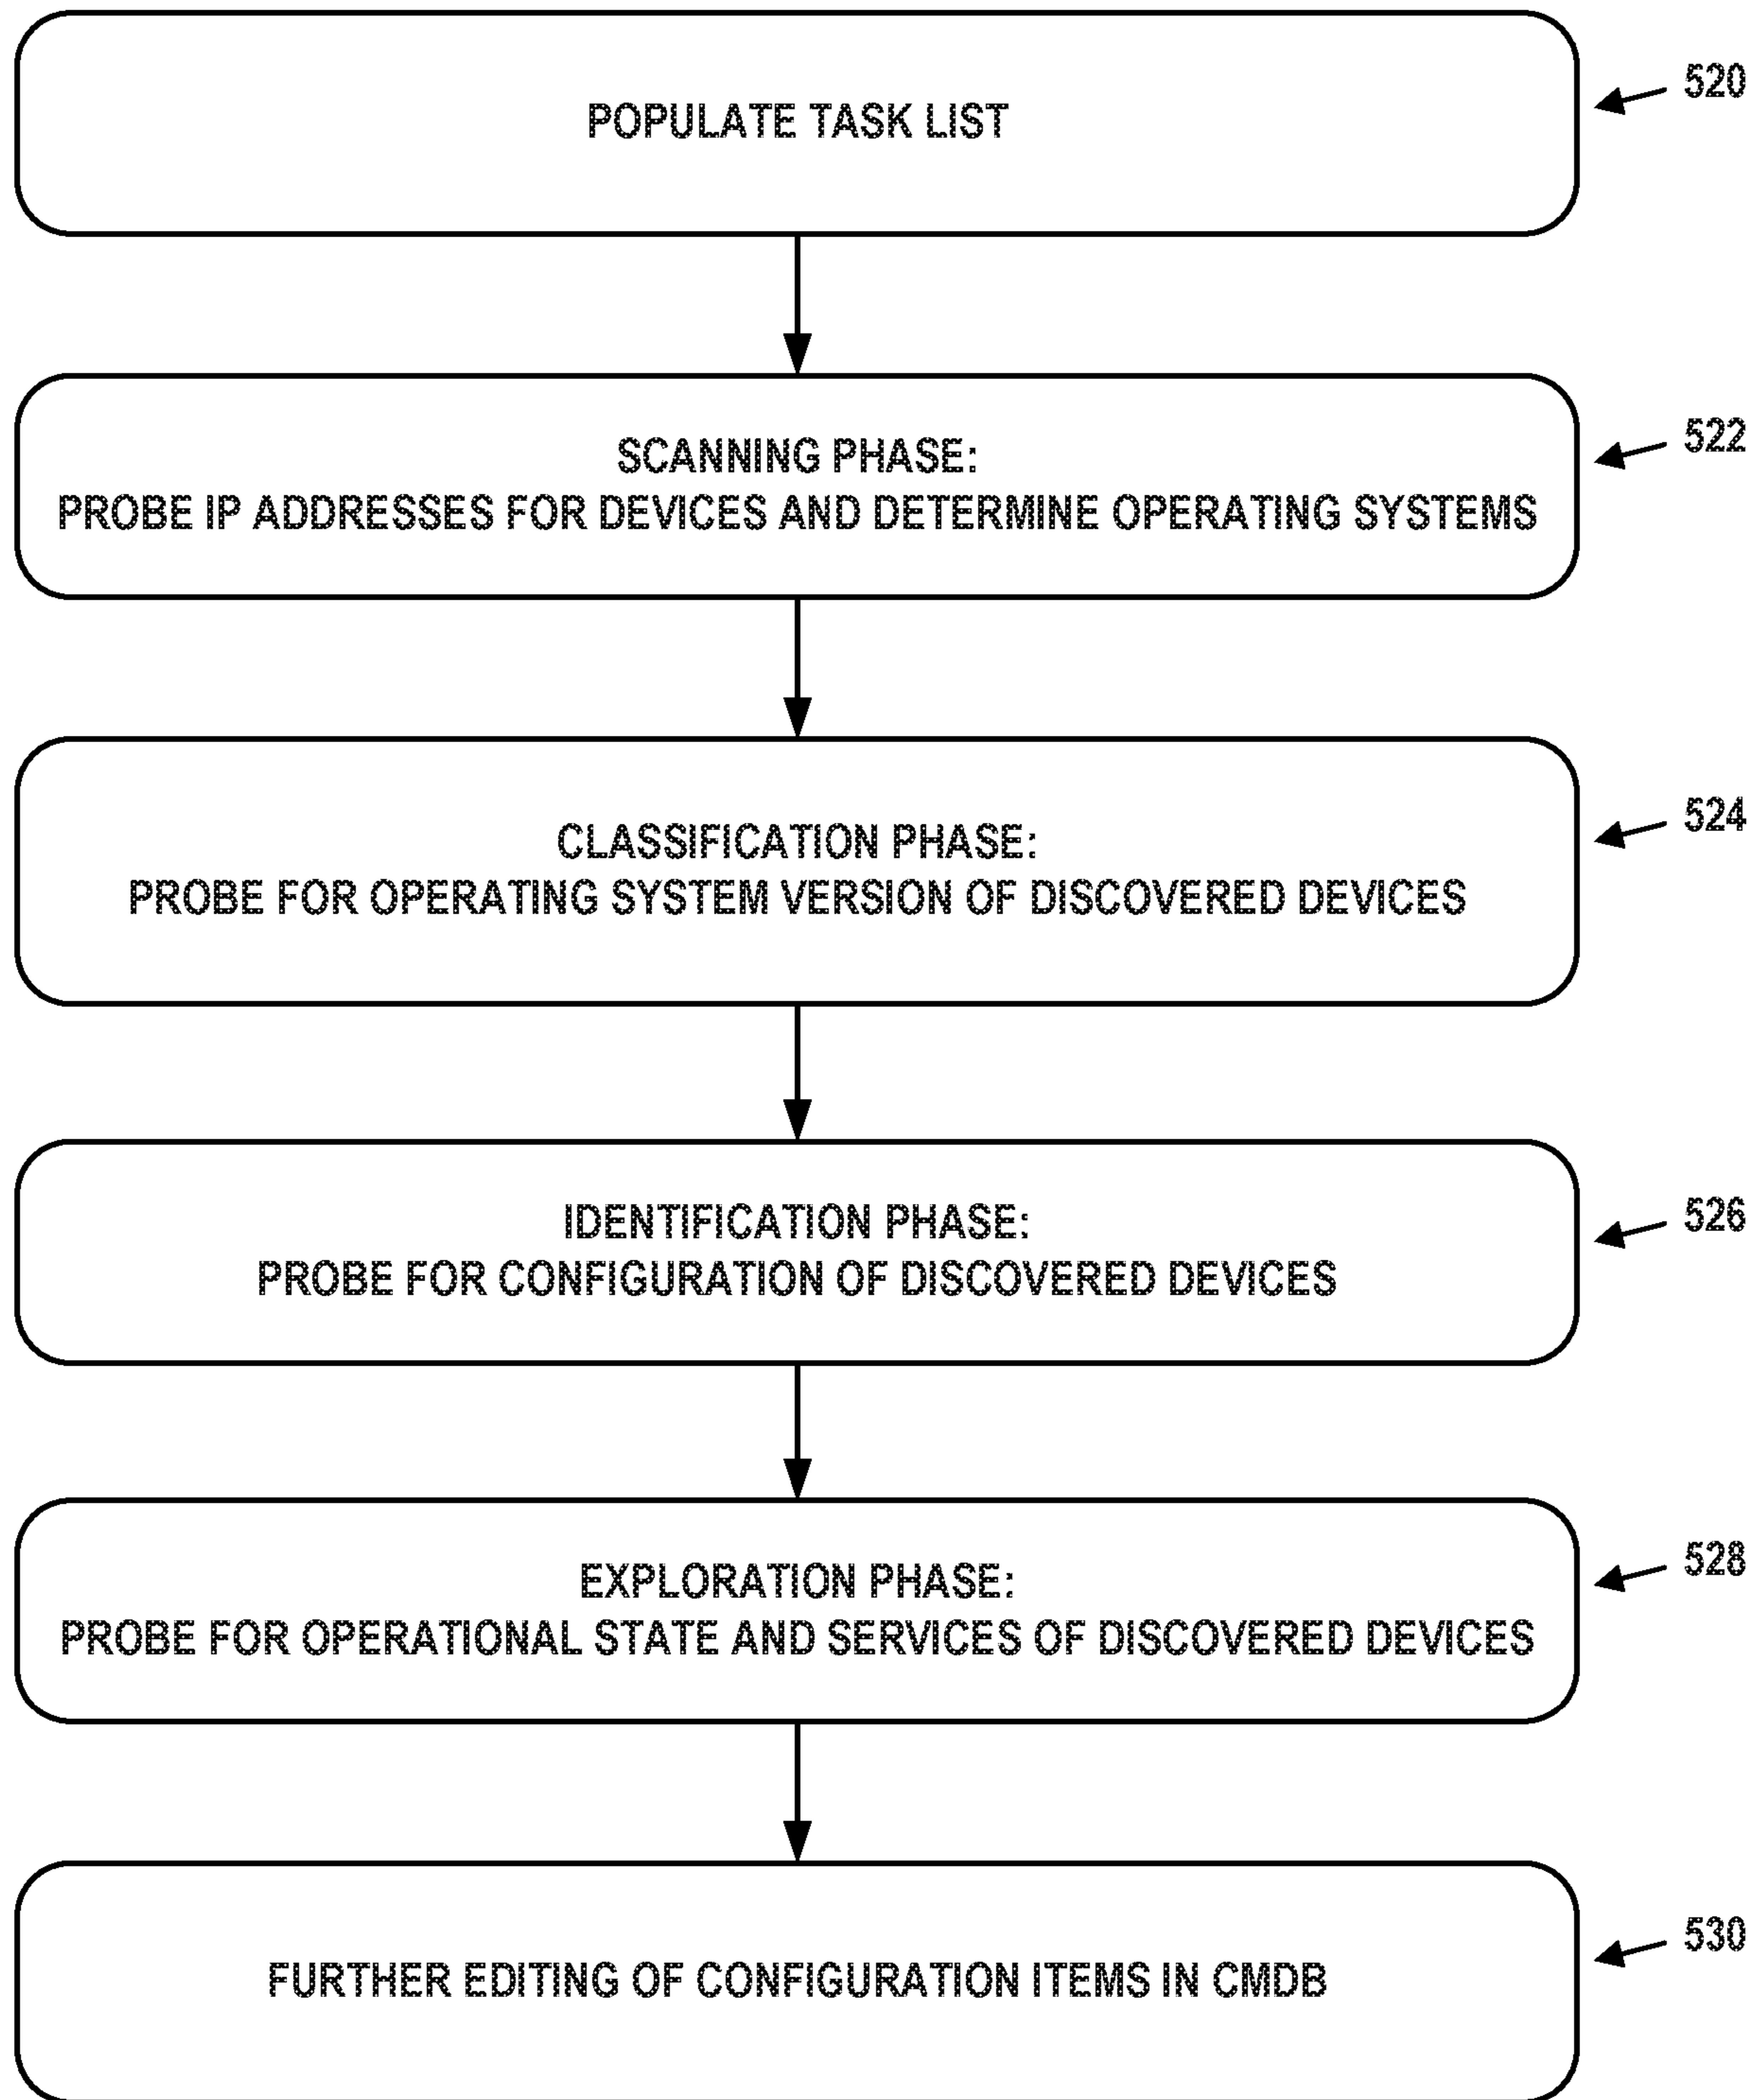 POPULATE TASK LIST
520
SCANNING PHASE:
PROBE IP ADDRESSES FOR DEVICES AND DETERMINE OPERATING SYSTEMS
522
CLASSIFICATION PHASE:
PROBE FOR OPERATING SYSTEM VERSION OF DISCOVERED DEVICES
524
IDENTIFICATION PHASE:
PROBE FOR CONFIGURATION OF DISCOVERED DEVICES
526
EXPLORATION PHASE:
PROBE FOR OPERATIONAL STATE AND SERVICES OF DISCOVERED DEVICES
528
FURTHER EDITING OF CONFIGURATION ITEMS IN CMDB
530